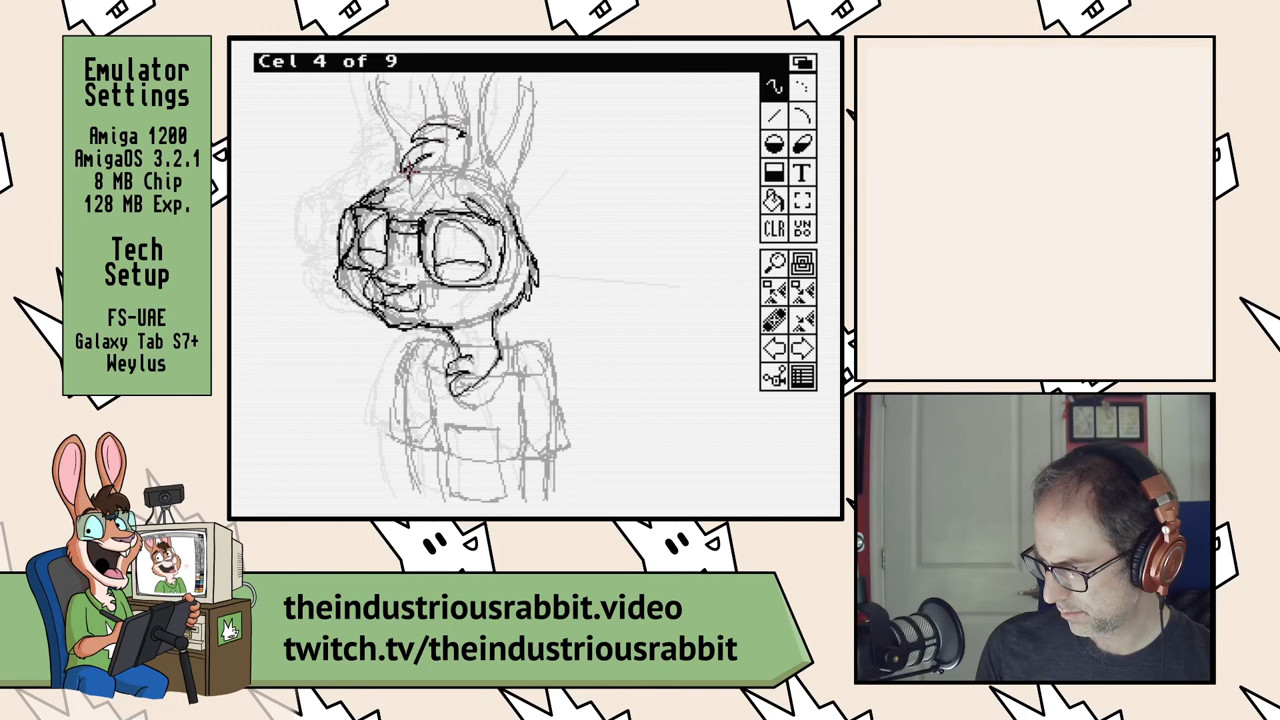 Emulator
Settings
Amiga 1200
AmigaOS 3.2.1
8 MB Chip
128 MB Exp.
Tech
Setup
FS-UAE
Galaxy Tab S7+
Weylus
Cel 4 of 9
T
CLR
UN
DO
theindustriousrabbit.video
twitch.tv/theindustriousrabbit